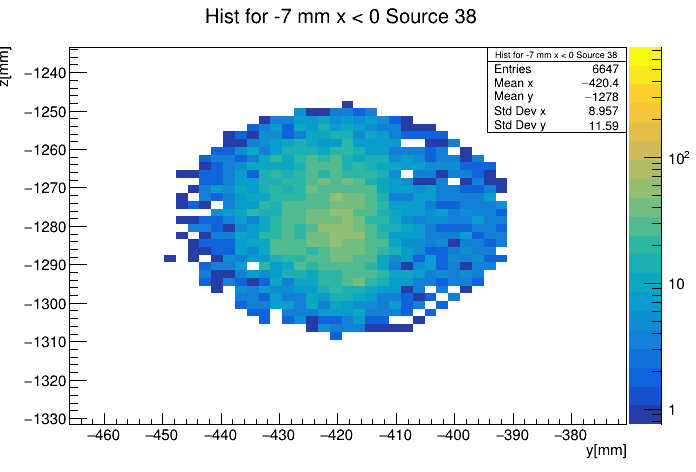 Hist for -7 mm x < 0 Source 38
z[mm]
Hist for -7 mm x < 0 Source 38
Entries 6647
Mean x −420.4
Mean y −1278
Std Dev x 8.957
Std Dev y 11.59
−1240
−1250
−1260
−1270
−1280
−1290
−1300
−1310
−1320
−1330
10²
10
1
−460 −450 −440 −430 −420 −410 −400 −390 −380
y[mm]